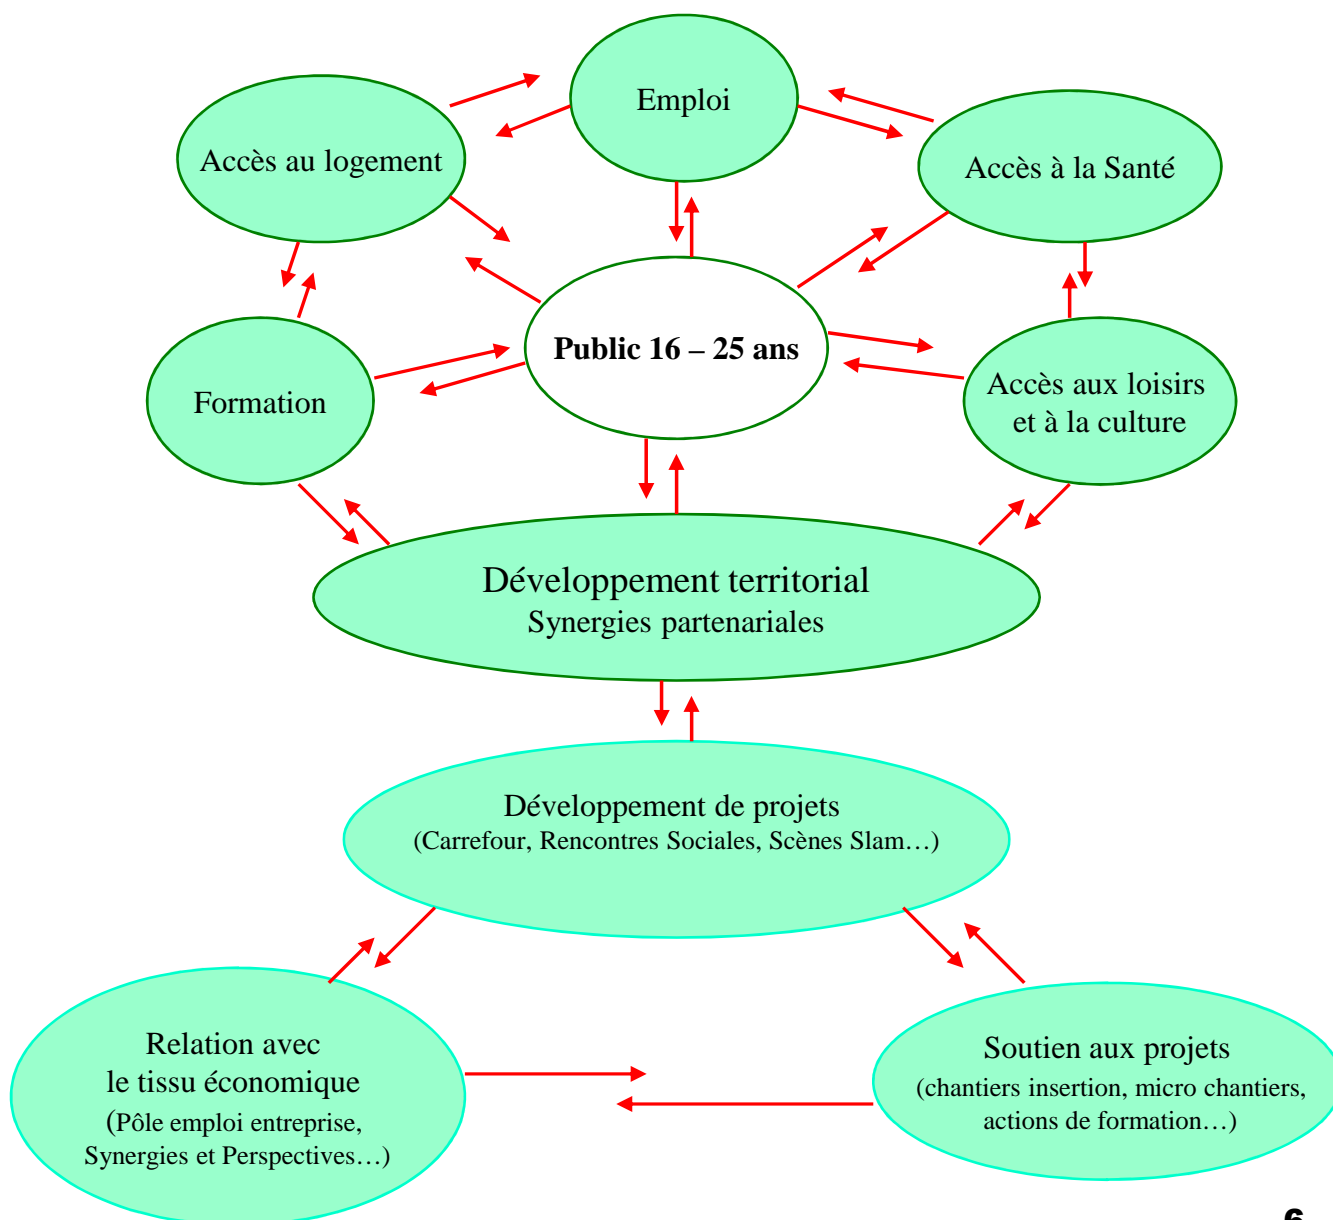 Emploi
Accès au logement
Accès à la Santé
Public 16 – 25 ans
Formation
Accès aux loisirs
et à la culture
Développement territorial
Synergies partenariales
Développement de projets
(Carrefour, Rencontres Sociales, Scènes Slam…)
Relation avec
le tissu économique
(Pôle emploi entreprise,
Synergies et Perspectives…)
Soutien aux projets
(chantiers insertion, micro chantiers,
actions de formation…)
6